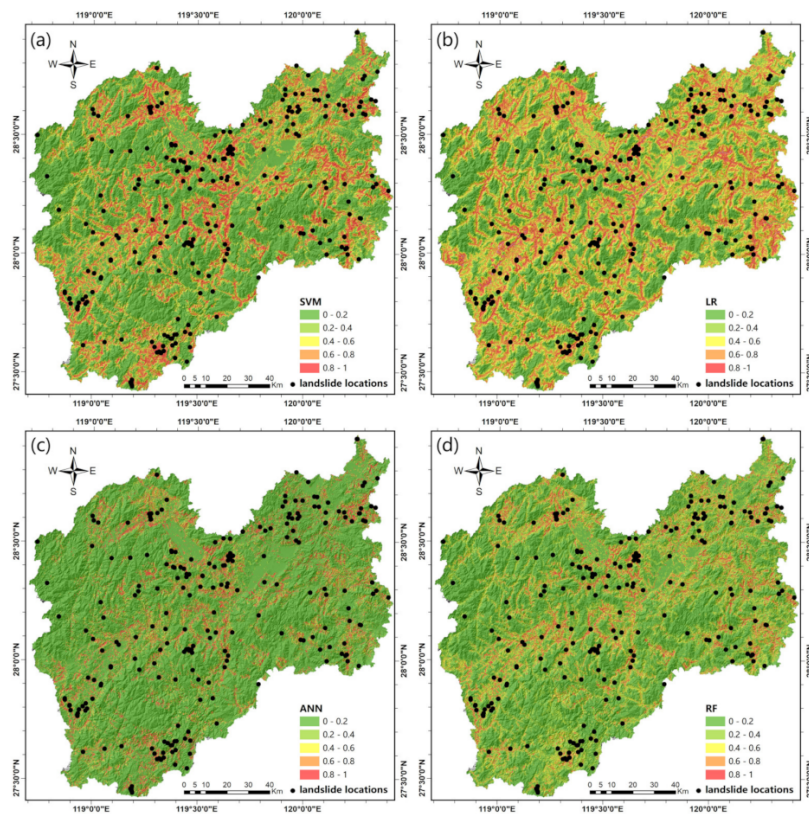 119°0'0"E 119°30'0"E 120°0'0"E
119°0'0"E 119°30'0"E 120°0'0"E
(a)
N
W E
S
28°30'0"N
28°0'0"N
27°30'0"N
SVM
0 - 0.2
0.2- 0.4
0.4 - 0.6
0.6 - 0.8
0.8 - 1
landslide locations
0 5 10 20 30 40
Km
119°0'0"E 119°30'0"E 120°0'0"E
(b)
N
W E
S
28°30'0"N
28°0'0"N
27°30'0"N
LR
0 - 0.2
0.2- 0.4
0.4 - 0.6
0.6 - 0.8
0.8 - 1
landslide locations
0 5 10 20 30 40
Km
119°0'0"E 119°30'0"E 120°0'0"E
119°0'0"E 119°30'0"E 120°0'0"E
(c)
N
W E
S
28°30'0"N
28°0'0"N
27°30'0"N
ANN
0 - 0.2
0.2 - 0.4
0.4 - 0.6
0.6 - 0.8
0.8 - 1
landslide locations
0 5 10 20 30 40
Km
119°0'0"E 119°30'0"E 120°0'0"E
119°0'0"E 119°30'0"E 120°0'0"E
(d)
N
W E
S
28°30'0"N
28°0'0"N
27°30'0"N
RF
0 - 0.2
0.2 - 0.4
0.4 - 0.6
0.6 - 0.8
0.8 - 1
landslide locations
0 5 10 20 30 40
Km
119°0'0"E 119°30'0"E 120°0'0"E